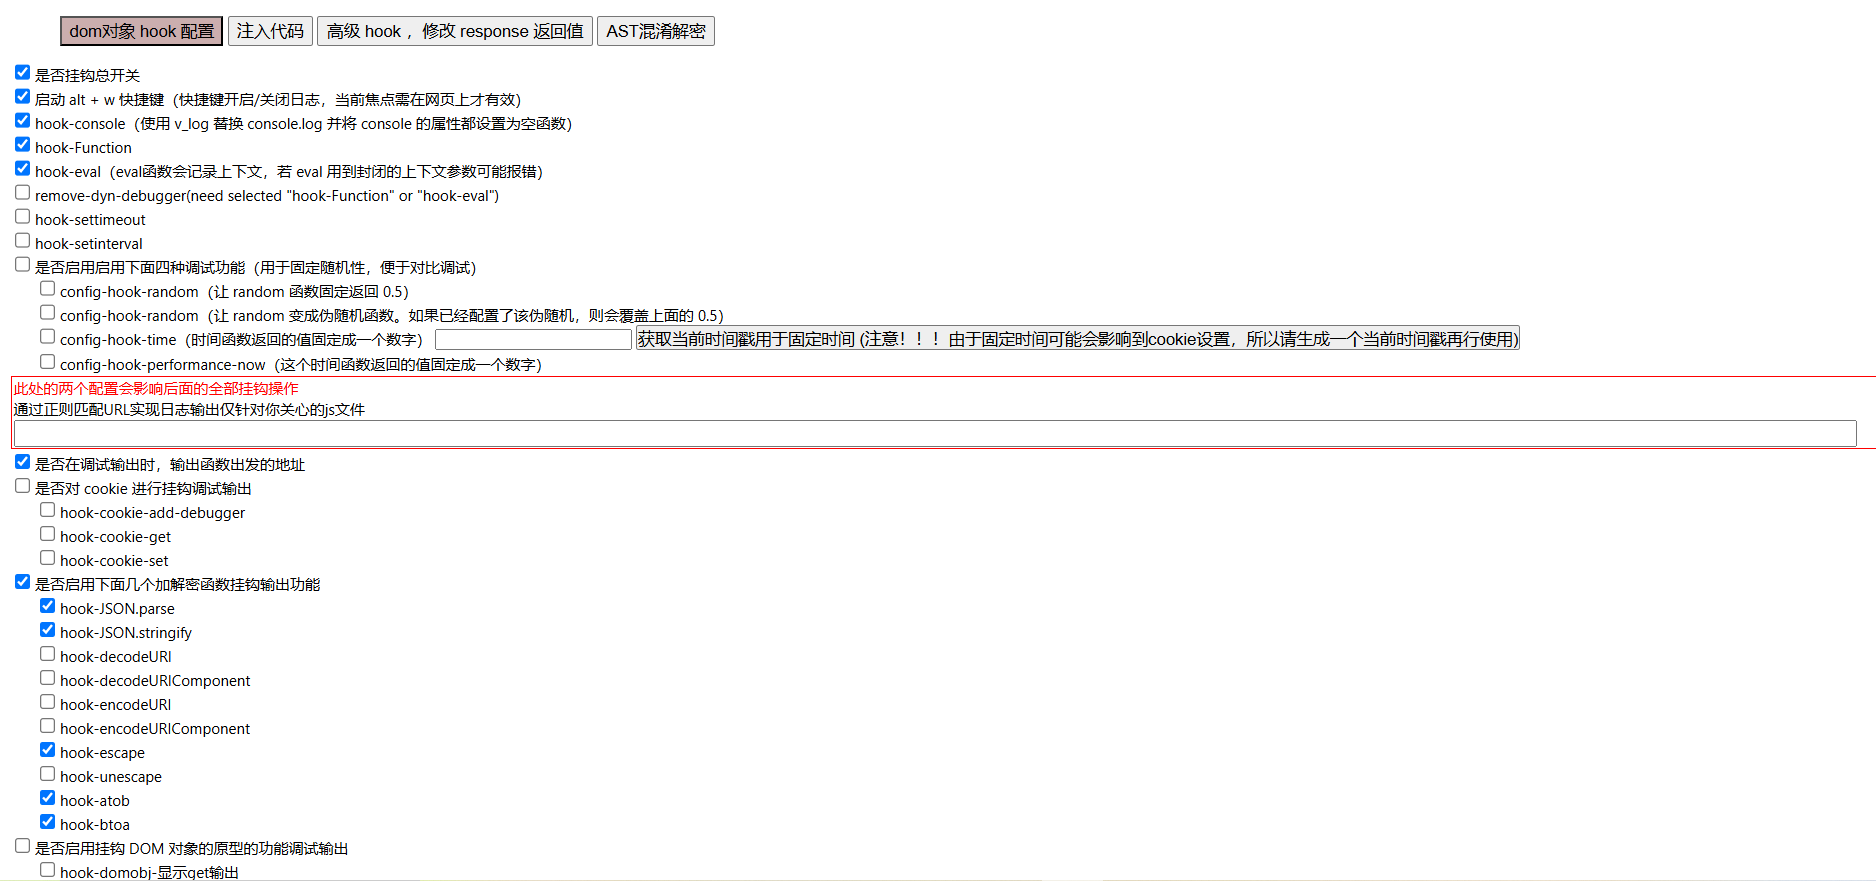 dom对象 hook 配置 注入代码 高级 hook ，修改 response 返回值 AST混淆解密
是否挂钩总开关
启动 alt + w 快捷键（快捷键开启/关闭日志，当前焦点需在网页上才有效）
hook-console（使用 v_log 替换 console.log 并将 console 的属性都设置为空函数）
hook-Function
hook-eval（eval函数会记录上下文，若 eval 用到封闭的上下文参数可能报错）
remove-dyn-debugger(need selected "hook-Function" or "hook-eval")
hook-settimeout
hook-setinterval
是否启用启用下面四种调试功能（用于固定随机性，便于对比调试）
config-hook-random（让 random 函数固定返回 0.5）
config-hook-random（让 random 变成伪随机函数。如果已经配置了该伪随机，则会覆盖上面的 0.5）
config-hook-time（时间函数返回的值固定成一个数字） 获取当前时间戳用于固定时间 (注意！！！由于固定时间可能会影响到cookie设置，所以请生成一个当前时间戳再行使用)
config-hook-performance-now（这个时间函数返回的值固定成一个数字）
此处的两个配置会影响后面的全部挂钩操作
通过正则匹配URL实现日志输出仅针对你关心的js文件
是否在调试输出时，输出函数出发的地址
是否对 cookie 进行挂钩调试输出
hook-cookie-add-debugger
hook-cookie-get
hook-cookie-set
是否启用下面几个加解密函数挂钩输出功能
hook-JSON.parse
hook-JSON.stringify
hook-decodeURI
hook-decodeURIComponent
hook-encodeURI
hook-encodeURIComponent
hook-escape
hook-unescape
hook-atob
hook-btoa
是否启用挂钩 DOM 对象的原型的功能调试输出
hook-domobj-显示get输出